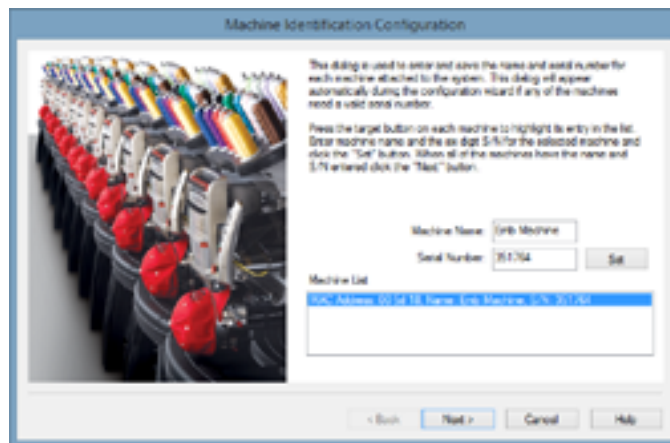 Machine Identification Configuration
This dialog is used to enter and save the name and serial number for
each machine attached to the system. This dialog will appear
automatically during the configuration wizard if any of the machines
need a valid serial number.
Press the target button on each machine to highlight its entry in the list.
Enter machine name and the six digit S/N for the selected machine and
click the "Set" button. When all of the machines have the name and
S/N entered click the "Next" button.
Machine Name: Emb Machine
Serial Number: 351764 Set
Machine List
MAC Address: Name: Emb Machine, S/N: 351764
< Back Next > Cancel Help